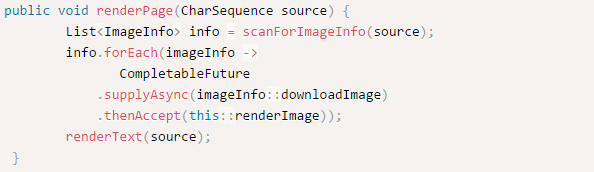 public void renderPage(CharSequence source) {
        List<ImageInfo> info = scanForImageInfo(source);
        info.forEach(imageInfo ->
               CompletableFuture
            .supplyAsync(imageInfo::downloadImage)
            .thenAccept(this::renderImage));
        renderText(source);
 }